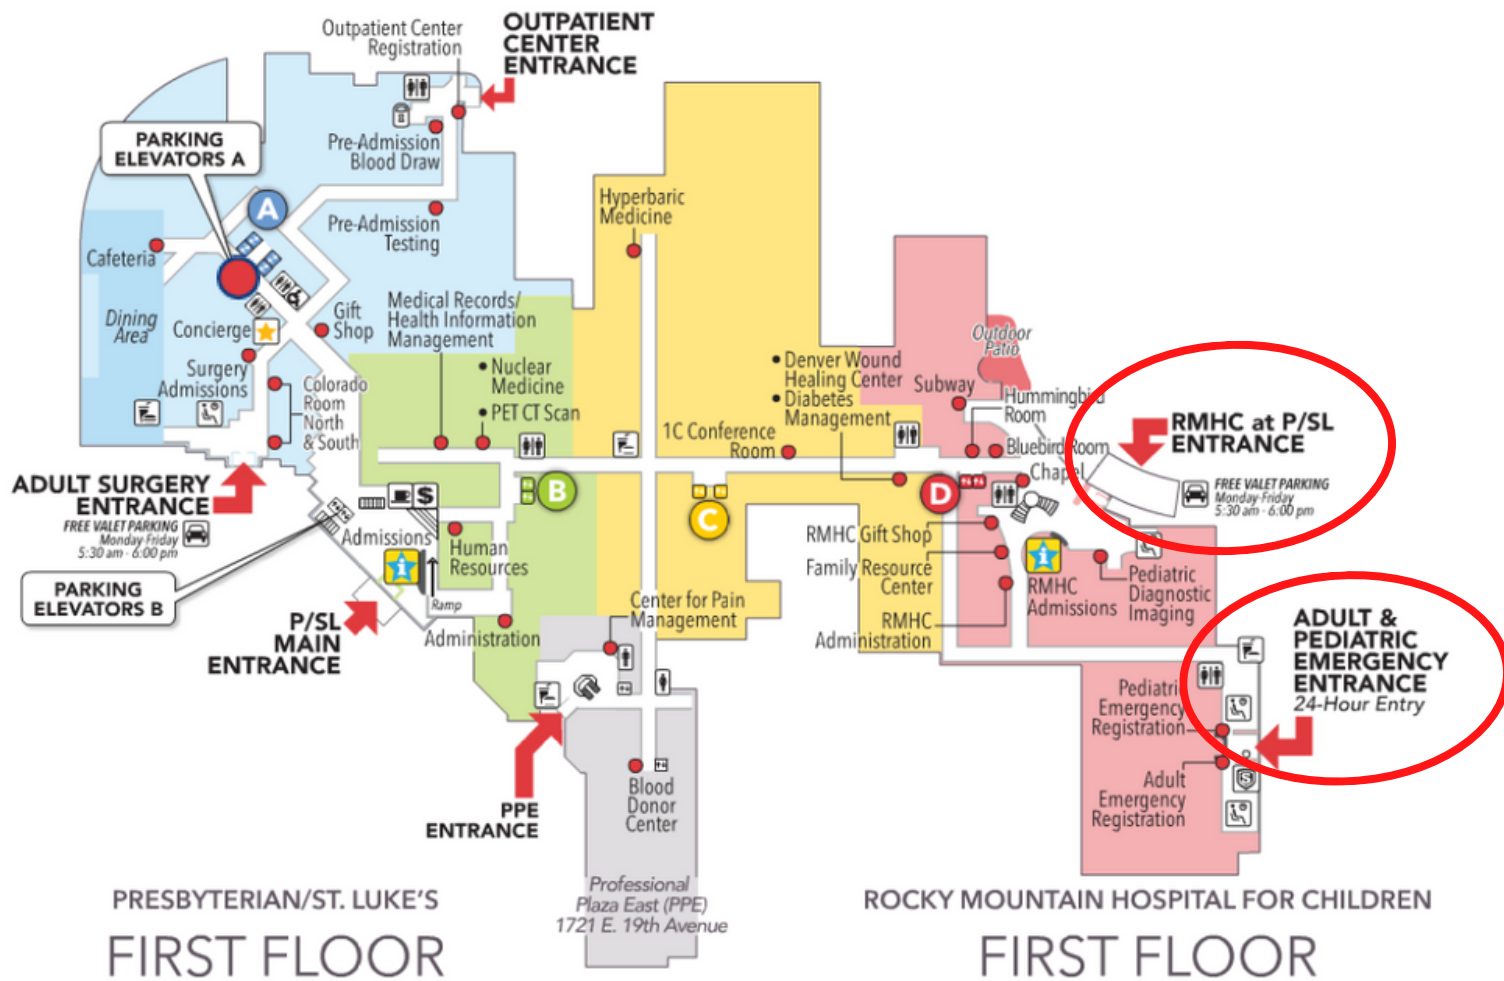 Outpatient Center
Registration
OUTPATIENT
CENTER
ENTRANCE
PARKING
ELEVATORS A
Pre-Admission
Blood Draw
A
Pre-Admission
Testing
Cafeteria
Dining
Area
Concierge
Gift
Shop
Surgery
Admissions
Colorado
Room
North
& South
Medical Records/
Health Information
Management
• Nuclear
Medicine
• PET CT Scan
Hyperbaric
Medicine
1C Conference
Room
• Denver Wound
Healing Center
• Diabetes
Management
Subway
Outdoor
Patio
Hummingbird
Room
Bluebird Room
Chapel
RMHC at P/SL
ENTRANCE
FREE VALET PARKING
Monday-Friday
5:30 am - 6:00 pm
ADULT SURGERY
ENTRANCE
FREE VALET PARKING
Monday-Friday
5:30 am - 6:00 pm
PARKING
ELEVATORS B
Admissions
$
i
Ramp
Human
Resources
B
C
D
P/SL
MAIN
ENTRANCE
Administration
Center for Pain
Management
RMHC Gift Shop
Family Resource
Center
RMHC
Administration
i
RMHC
Admissions
Pediatric
Diagnostic
Imaging
ADULT &
PEDIATRIC
EMERGENCY
ENTRANCE
24-Hour Entry
Pediatric
Emergency
Registration
Adult
Emergency
Registration
S
PPE
ENTRANCE
Blood
Donor
Center
Professional
Plaza East (PPE)
1721 E. 19th Avenue
PRESBYTERIAN/ST. LUKE'S
FIRST FLOOR
ROCKY MOUNTAIN HOSPITAL FOR CHILDREN
FIRST FLOOR